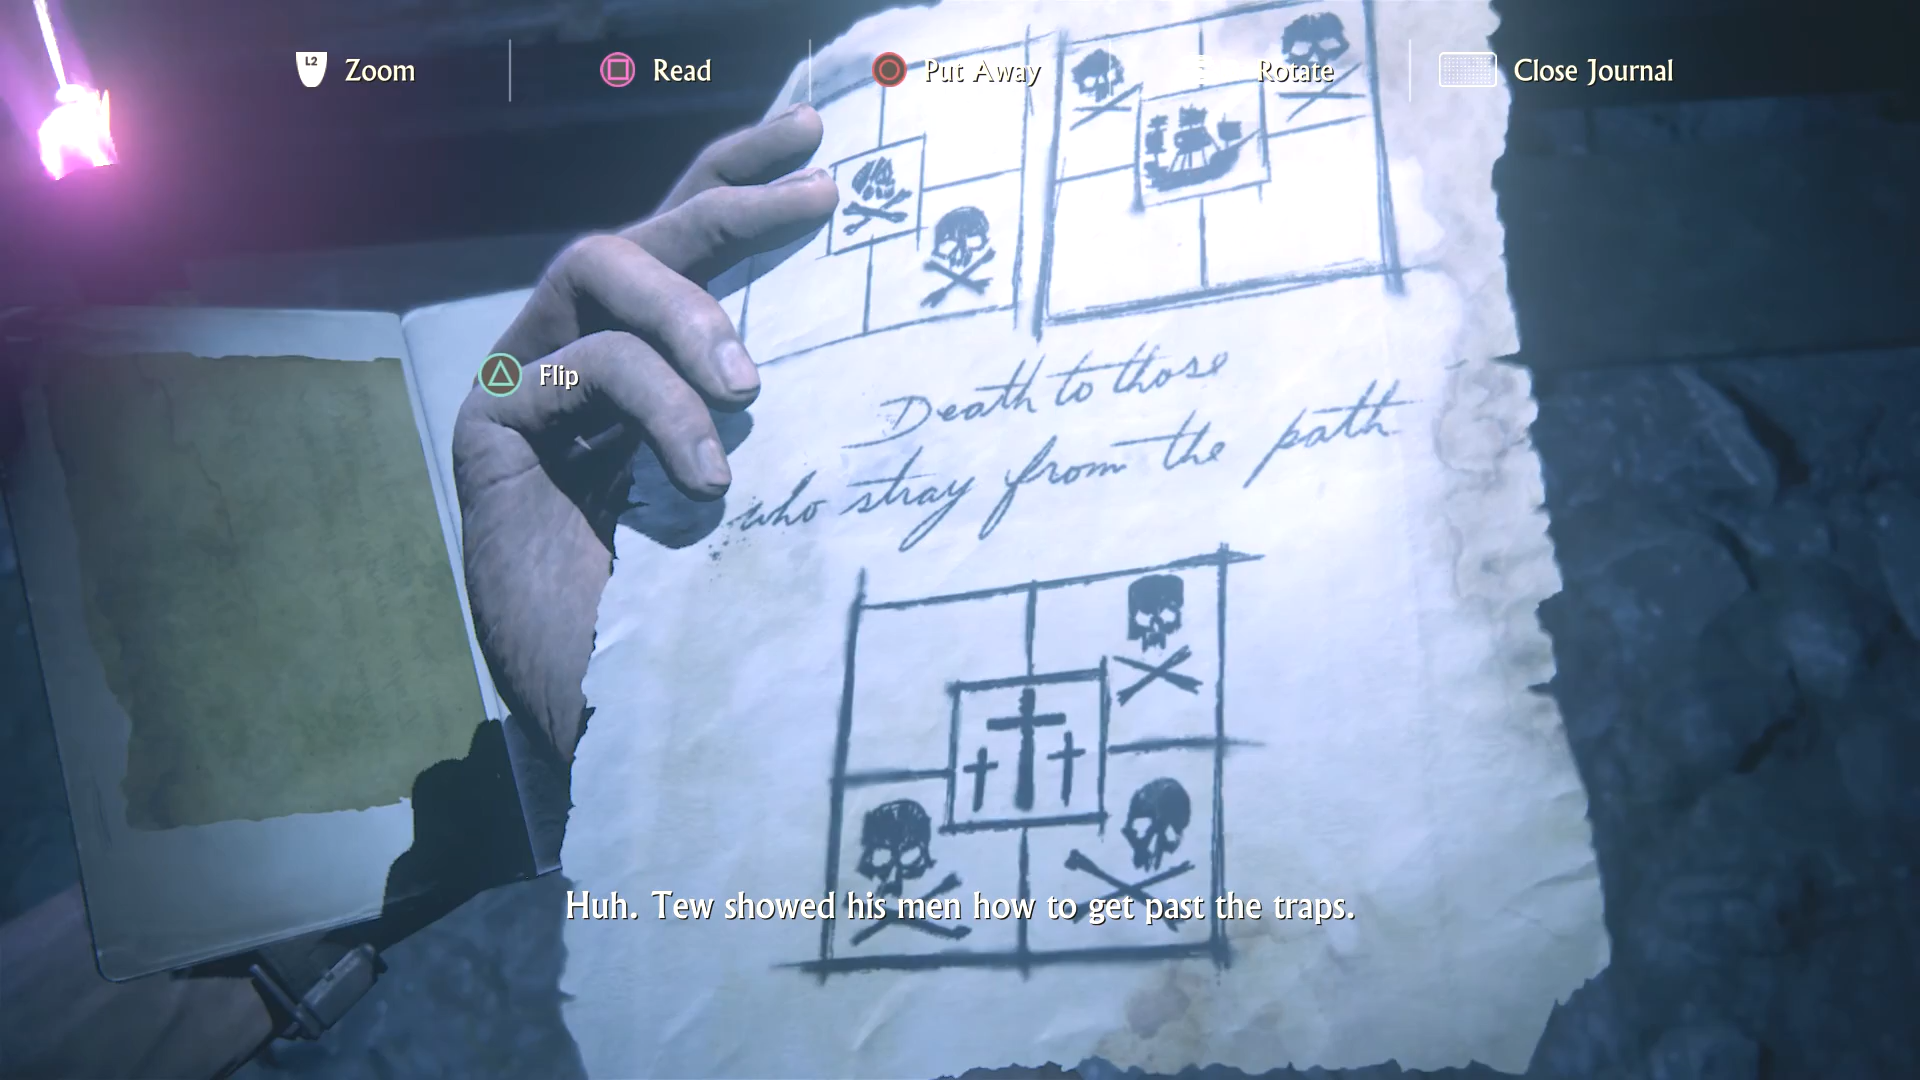 L2 Zoom
Read
Put Away
Rotate
Close Journal
Flip
Death to those
who stray from the path
Huh. Tew showed his men how to get past the traps.